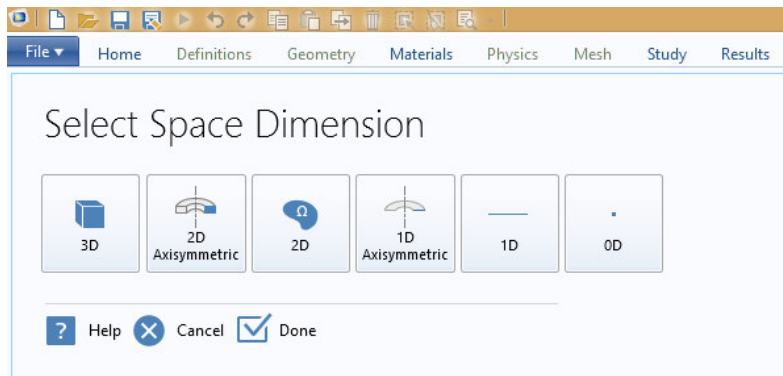 File Home Definitions Geometry Materials Physics Mesh Study Results
Select Space Dimension
3D
2D
Axisymmetric
Ω
2D
1D
Axisymmetric
1D
0D
? Help Cancel Done